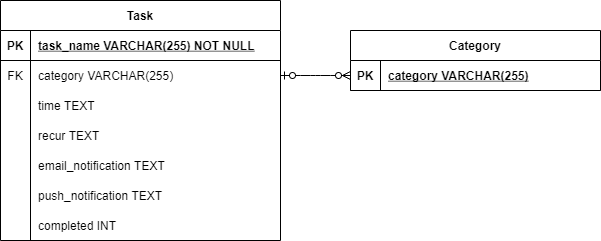 Task
PK task_name VARCHAR(255) NOT NULL
FK category VARCHAR(255)
time TEXT
recur TEXT
email_notification TEXT
push_notification TEXT
completed INT
Category
PK category VARCHAR(255)